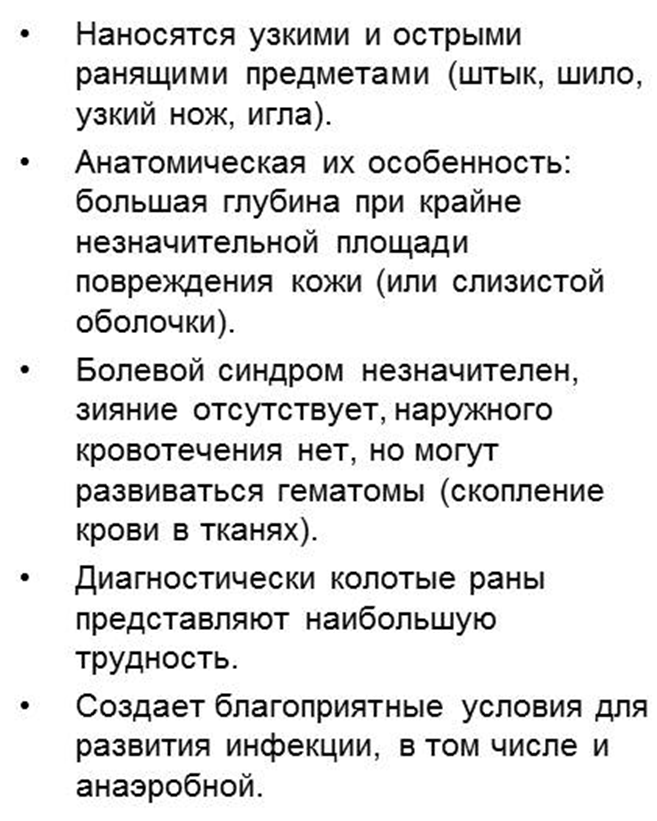 • Наносятся узкими и острыми
ранящими предметами (штык, шило,
узкий нож, игла).
• Анатомическая их особенность:
большая глубина при крайне
незначительной площади
повреждения кожи (или слизистой
оболочки).
• Болевой синдром незначителен,
зияние отсутствует, наружного
кровотечения нет, но могут
развиваться гематомы (скопление
крови в тканях).
• Диагностически колотые раны
представляют наибольшую
трудность.
• Создает благоприятные условия для
развития инфекции, в том числе и
анаэробной.